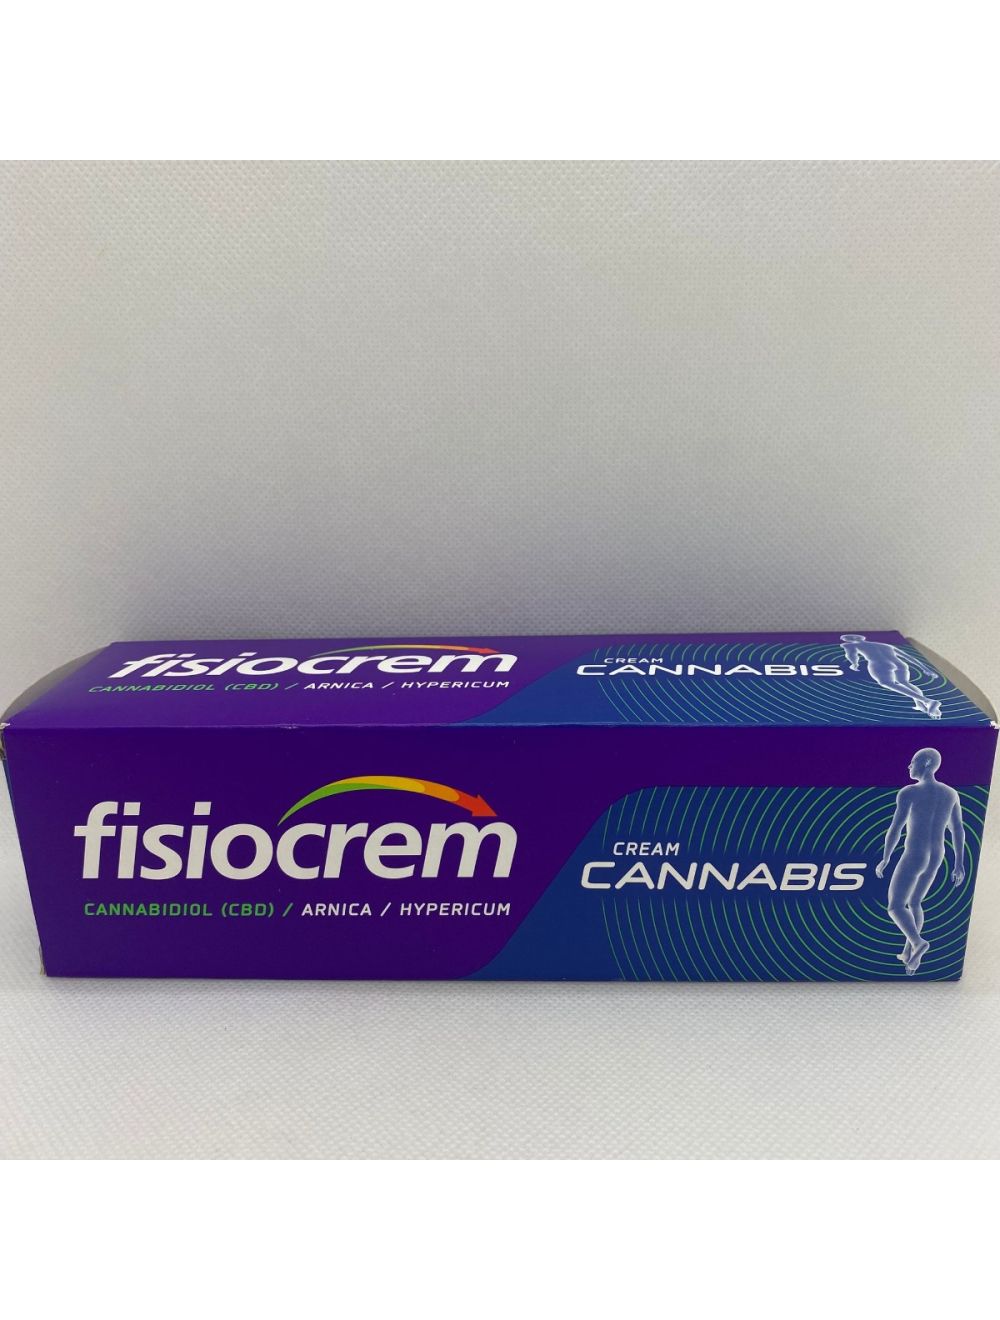 fisiocrem
CANNABIDIOL (CBD) / ARNICA / HYPERICUM
CREAM
CANNABIS
fisiocrem
CANNABIDIOL (CBD) / ARNICA / HYPERICUM
CREAM
CANNABIS